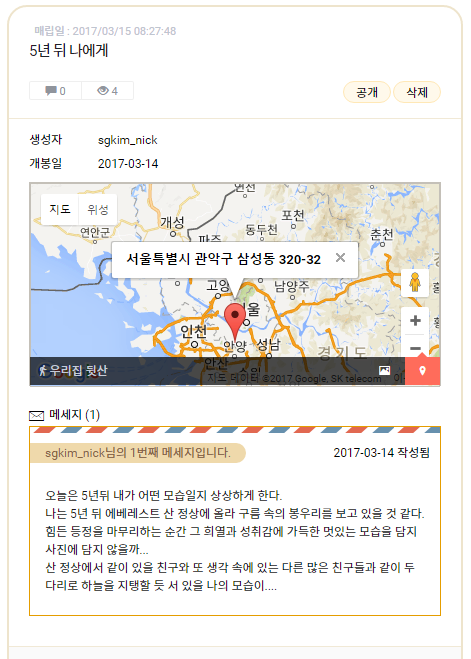 매립일 : 2017/03/15 08:27:48
5년 뒤 나에게
0
4
공개
삭제
생성자 sgkim_nick
개봉일 2017-03-14
지도
위성
연천
포천
춘천
연안군
개성
동두천
파주
서울특별시 관악구 삼성동 320-32
고양
남양주
서울
인천
안양
성남
안산
수원
경기도
우리집 뒷산
지도 데이터 ©2017 Google, SK telecom
메세지 (1)
sgkim_nick님의 1번째 메세지입니다.
2017-03-14 작성됨
오늘은 5년뒤 내가 어떤 모습일지 상상하게 한다.
나는 5년 뒤 에베레스트 산 정상에 올라 구름 속의 봉우리를 보고 있을 것 같다.
힘든 등정을 마무리하는 순간 그 희열과 성취감에 가득한 멋있는 모습을 담지
사진에 담지 않을까...
산 정상에서 같이 있을 친구와 또 생각 속에 있는 다른 많은 친구들과 같이 두
다리로 하늘을 지탱할 듯 서 있을 나의 모습이....